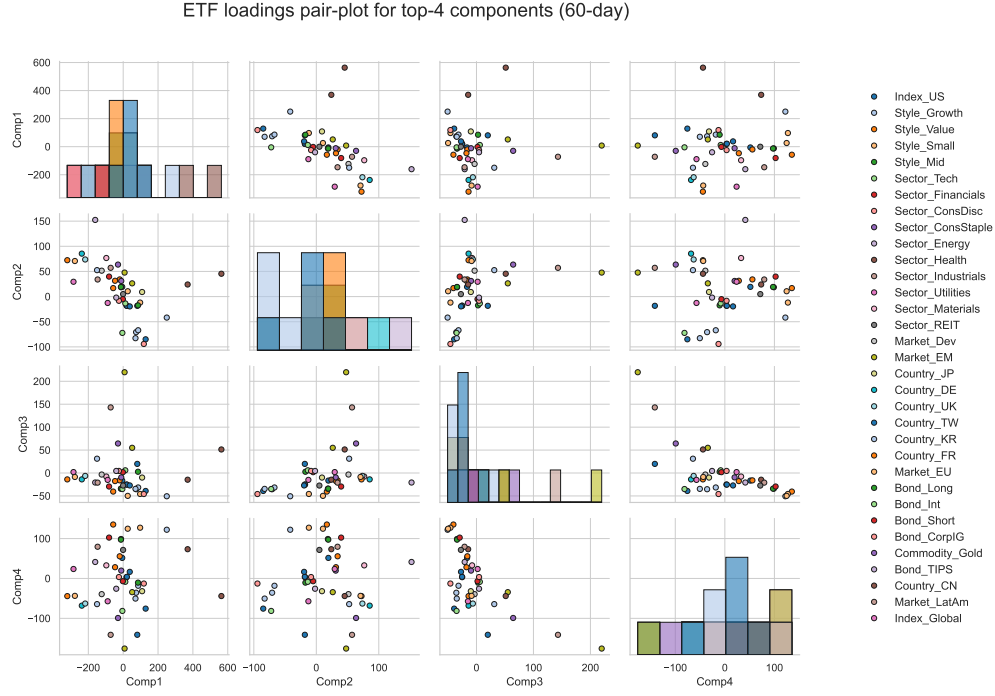 ETF loadings pair-plot for top-4 components (60-day)
600
400
200
0
−200
Comp1
150
100
50
0
−50
−100
Comp2
200
150
100
50
0
−50
Comp3
100
0
−100
Comp4
−200 0 200 400 600
Comp1
−100 0 100
Comp2
0 100 200
Comp3
−100 0 100
Comp4
Index_US
Style_Growth
Style_Value
Style_Small
Style_Mid
Sector_Tech
Sector_Financials
Sector_ConsDisc
Sector_ConsStaple
Sector_Energy
Sector_Health
Sector_Industrials
Sector_Utilities
Sector_Materials
Sector_REIT
Market_Dev
Market_EM
Country_JP
Country_DE
Country_UK
Country_TW
Country_KR
Country_FR
Market_EU
Bond_Long
Bond_Int
Bond_Short
Bond_CorpIG
Commodity_Gold
Bond_TIPS
Country_CN
Market_LatAm
Index_Global